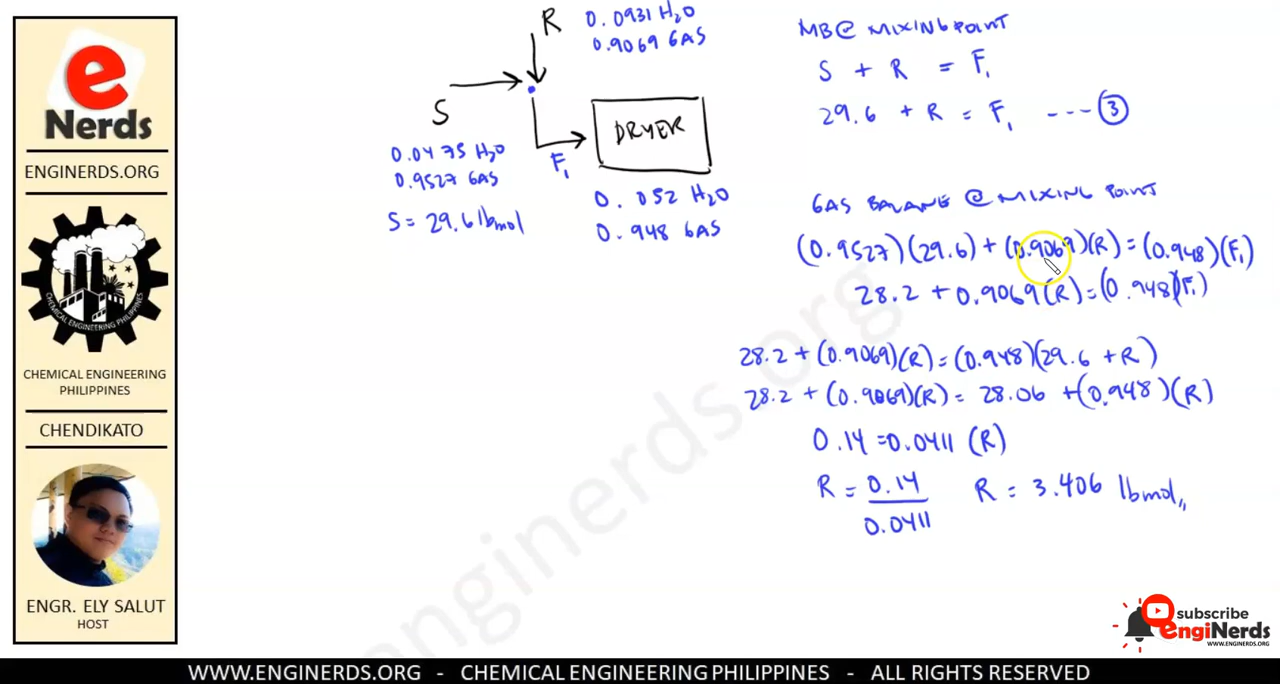 e
Nerds
ENGINERDS.ORG
CHEMICAL ENGINEERING PHILIPPINES
CHEMICAL ENGINEERING
PHILIPPINES
CHENDIKATO
ENGR. ELY SALUT
HOST
R
0.0931 H2O
0.9069 GAS
S
0.0475 H2O
0.9527 GAS
S = 29.6 lbmol
F1
DRYER
0.052 H2O
0.948 GAS
MB @ MIXING POINT
S + R = F1
29.6 + R = F1 ---- 3
GAS BALANE @ MIXING POINT
(0.9527)(29.6) + (0.9069)(R) = (0.948)(F1)
28.2 + 0.9069(R) = (0.948)(F1)
28.2 + (0.9069)(R) = (0.948)(29.6 + R)
28.2 + (0.9069)(R) = 28.06 + (0.948)(R)
0.14 = 0.0411 (R)
R = 0.14
0.0411
R = 3.406 lbmol,,
enginerds.org
subscribe
engiNerds
WWW.ENGINERDS.ORG
WWW.ENGINERDS.ORG - CHEMICAL ENGINEERING PHILIPPINES - ALL RIGHTS RESERVED